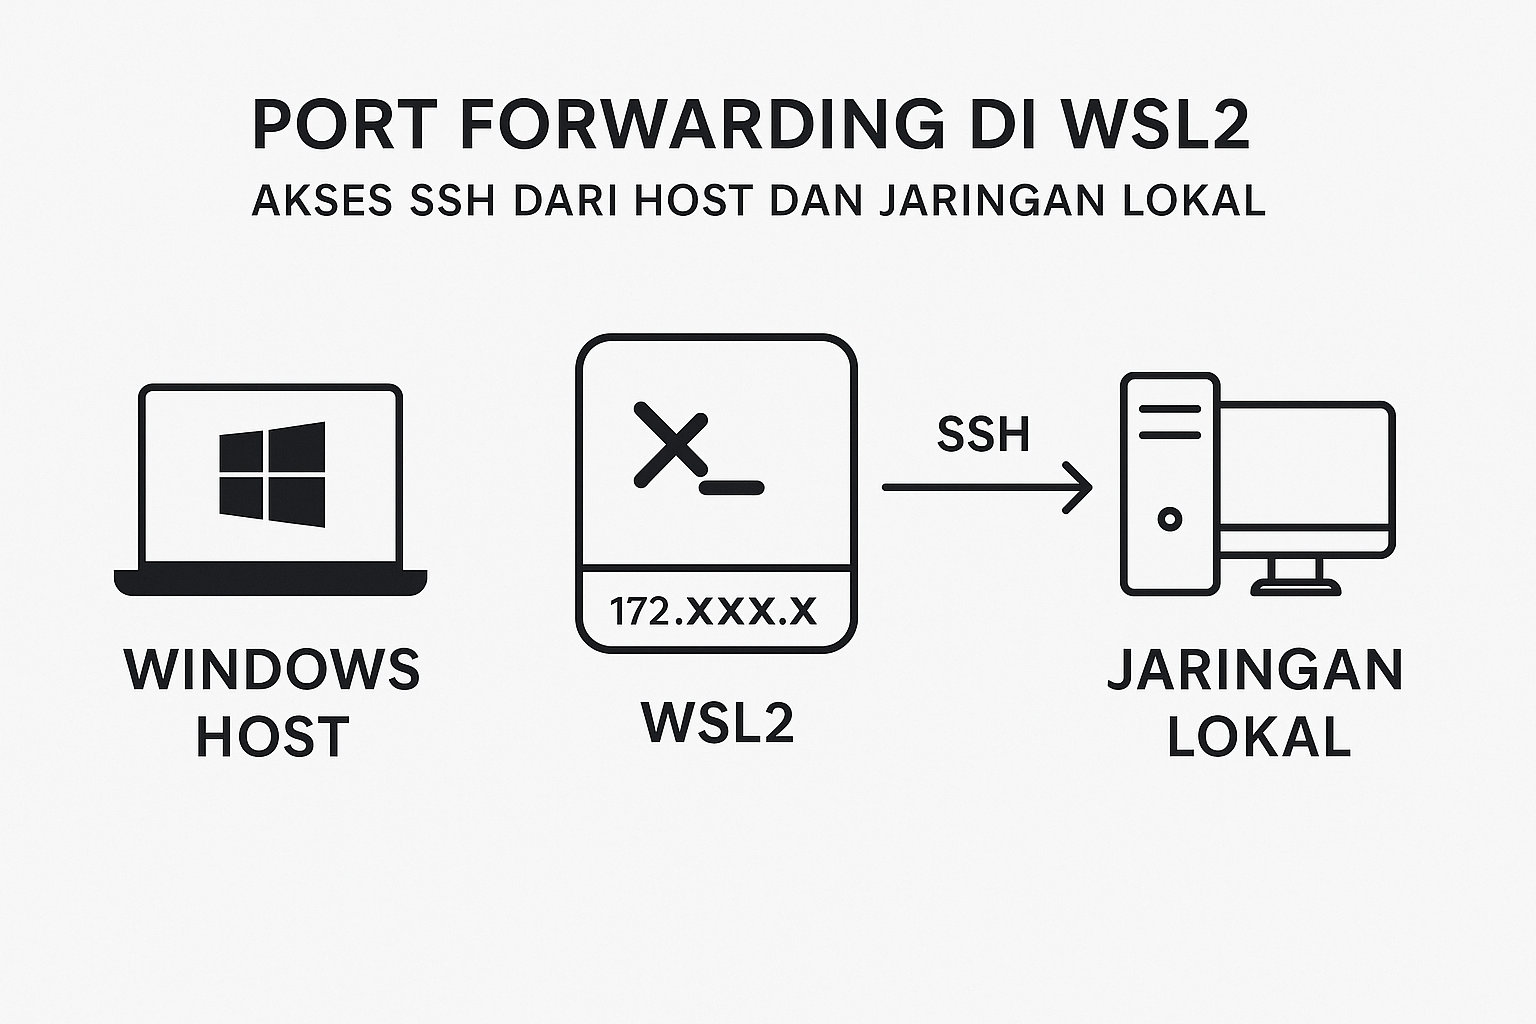 PORT FORWARDING DI WSL2
AKSES SSH DARI HOST DAN JARINGAN LOKAL
SSH
172.XXX.X
WINDOWS
HOST
WSL2
JARINGAN
LOKAL